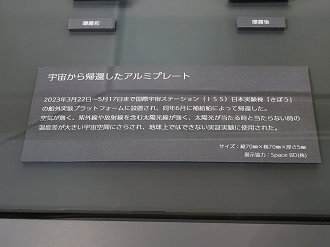 曝露前
曝露後
宇宙から帰還したアルミプレート
2023年3月22日～5月17日まで国際宇宙ステーション(ISS)日本実験棟「きぼう」
の船外実験プラットフォームに設置され、同年6月に補給船によって帰還した。
空気が無く、紫外線や放射線を含む太陽光線が強く、太陽光が当たる時と当たらない時の
温度差が大きい宇宙空間にさらされ、地球上ではできない実証実験に使用された。
サイズ：縦70mm×横70mm×厚さ5mm
展示協力：Space BD(株)